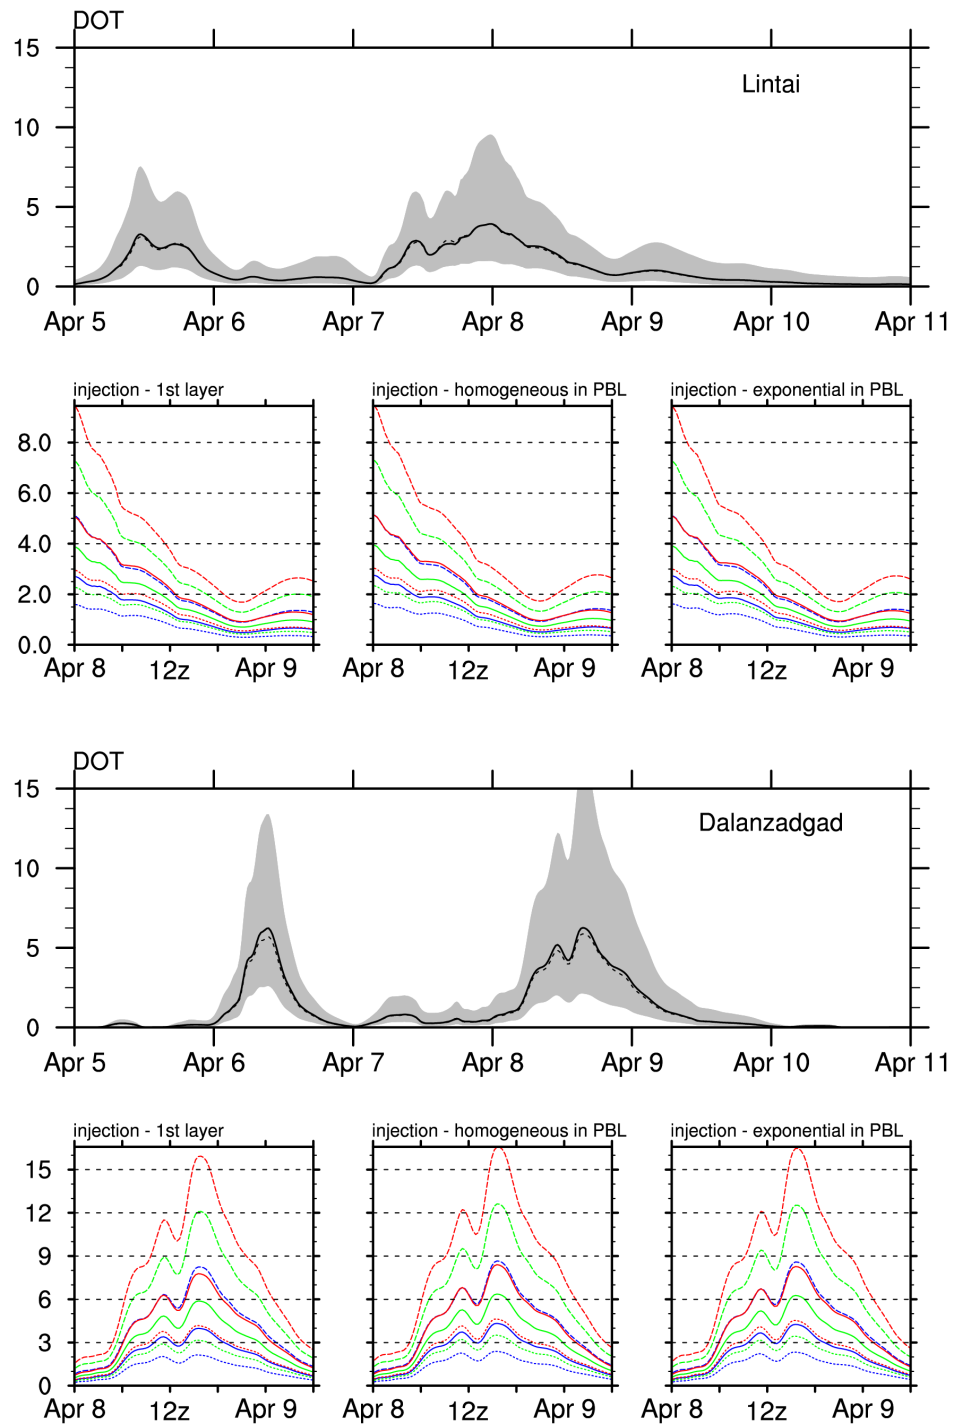 DOT
15
Lintai
10
5
0
Apr 5 Apr 6 Apr 7 Apr 8 Apr 9 Apr 10 Apr 11
injection - 1st layer injection - homogeneous in PBL injection - exponential in PBL
8.0
6.0
4.0
2.0
0.0
Apr 8 12z Apr 9 Apr 8 12z Apr 9 Apr 8 12z Apr 9
DOT
15
Dalanzadgad
10
5
0
Apr 5 Apr 6 Apr 7 Apr 8 Apr 9 Apr 10 Apr 11
injection - 1st layer injection - homogeneous in PBL injection - exponential in PBL
15
12
9
6
3
0
Apr 8 12z Apr 9 Apr 8 12z Apr 9 Apr 8 12z Apr 9